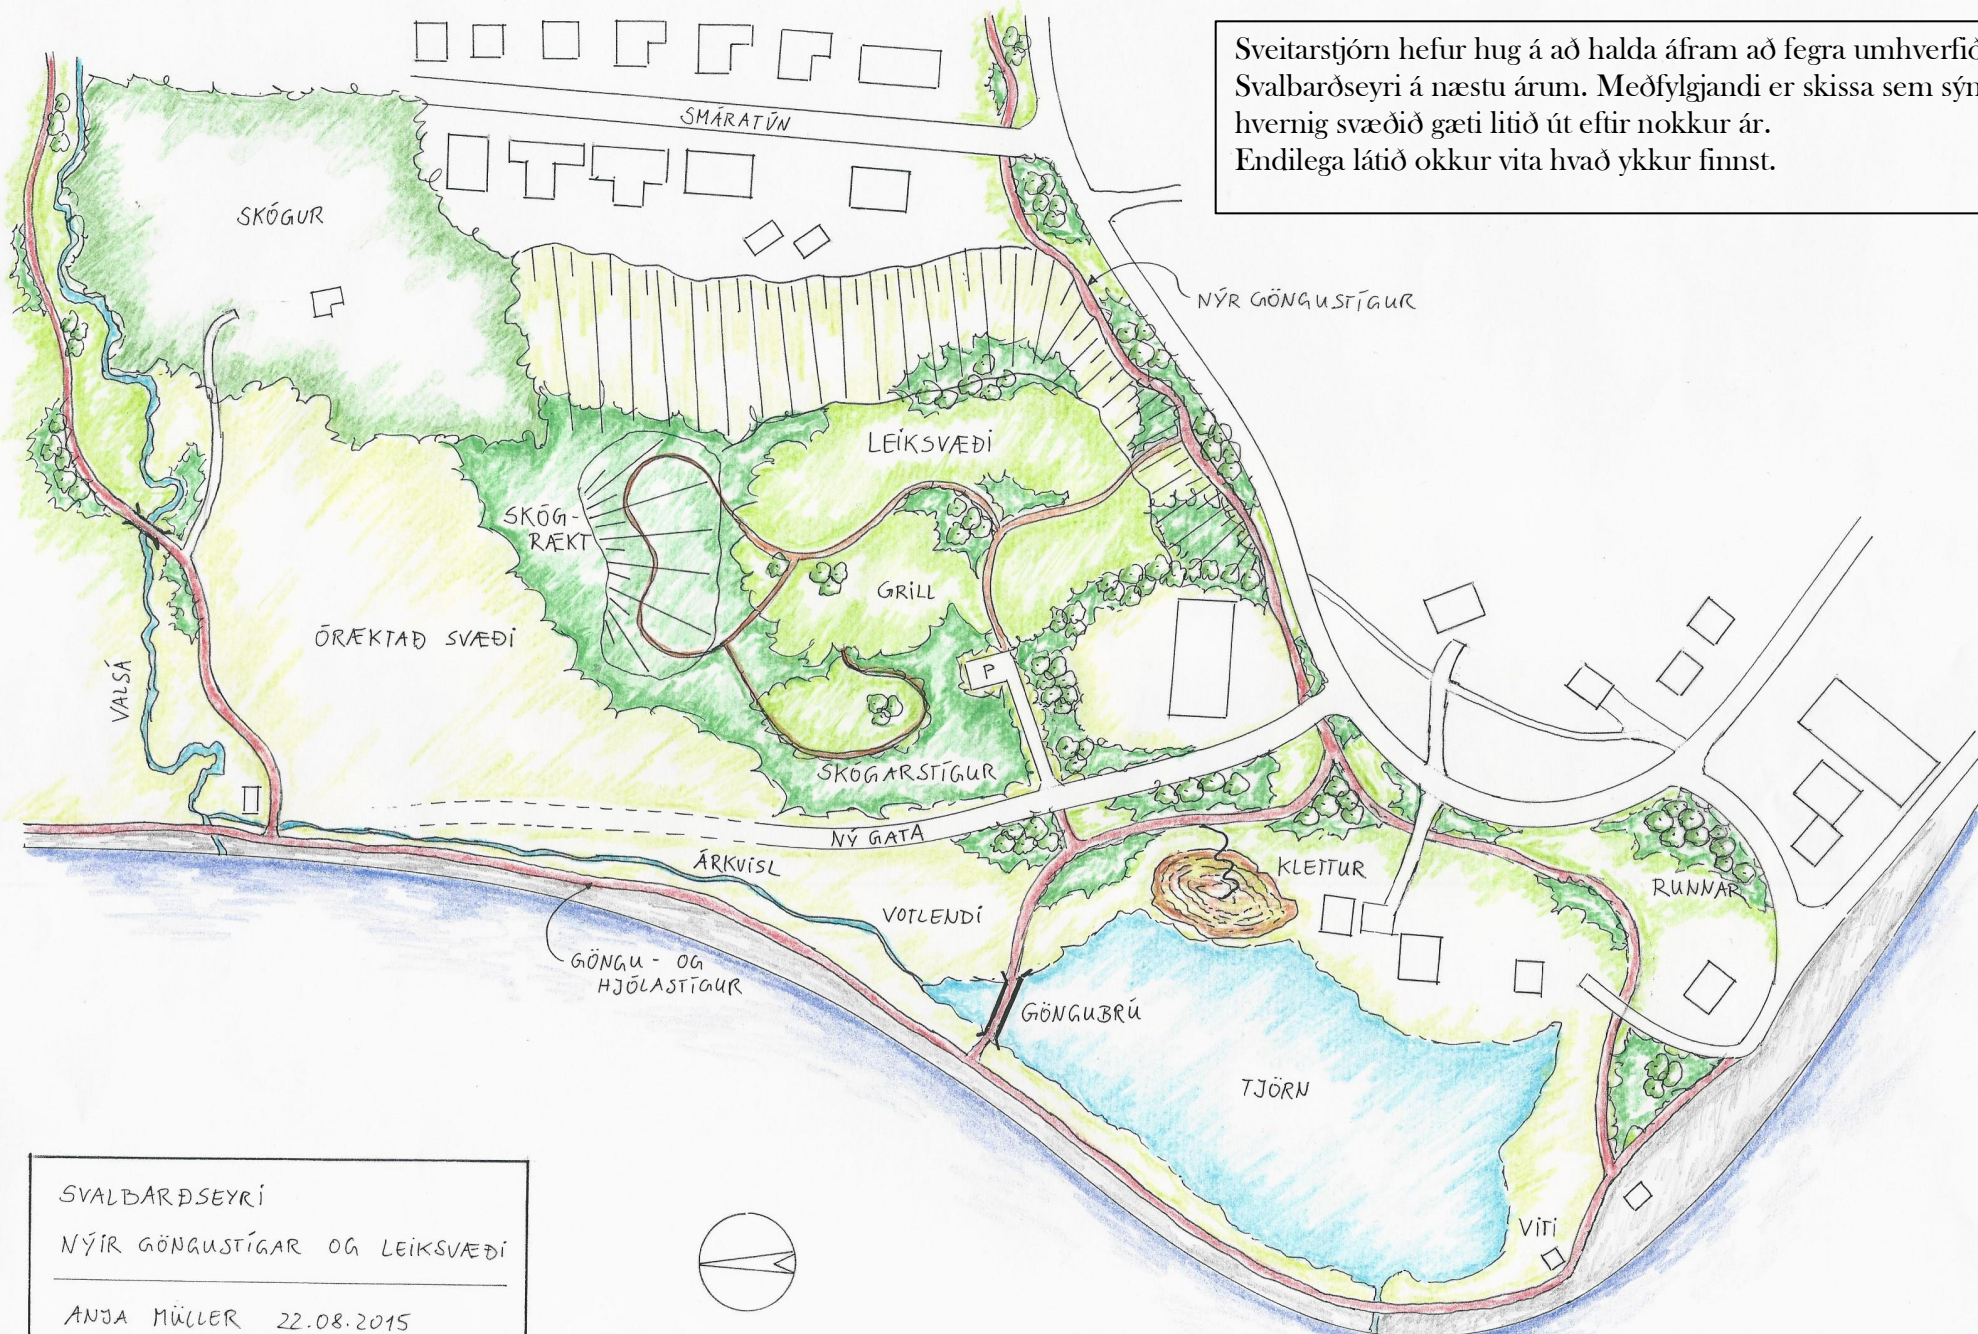 Sveitarstjórn hefur hug á að halda áfram að fegra umhverfið
Svalbarðseyri á næstu árum. Meðfylgjandi er skissa sem sýn
hvernig svæðið gæti litið út eftir nokkur ár.
Endilega látið okkur vita hvað ykkur finnst.
SMÁRATÚN
SKÓGUR
NÝR GÖNGUSTÍGUR
LEIKSVÆÐI
SKÓG-
RÆKT
GRILL
ÓRÆKTAÐ SVÆÐI
P
VALSÁ
SKÓGARSTÍGUR
NÝ GATA
ÁRKVÍSL
KLETTUR
RUNNAR
VOTLENDI
GÖNGU- OG
HJÓLASTÍGUR
GÖNGUBRÚ
TJÖRN
VITI
SVALBARÐSEYRI
NÝIR GÖNGUSTÍGAR OG LEIKSVÆÐI
ANJA MÜLLER 22.08.2015